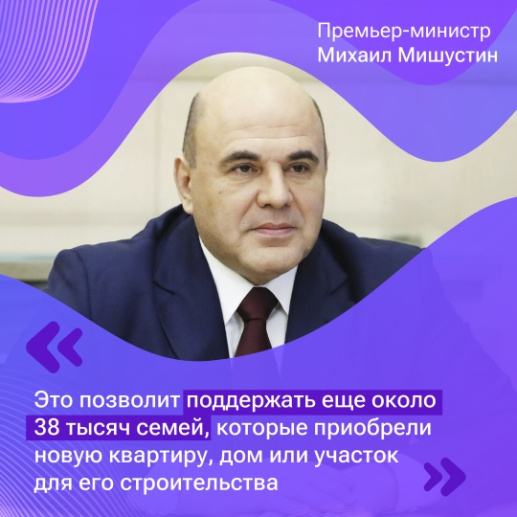 Премьер-министр
Михаил Мишустин
«
Это позволит поддержать еще около
38 тысяч семей, которые приобрели
новую квартиру, дом или участок
для его строительства
»